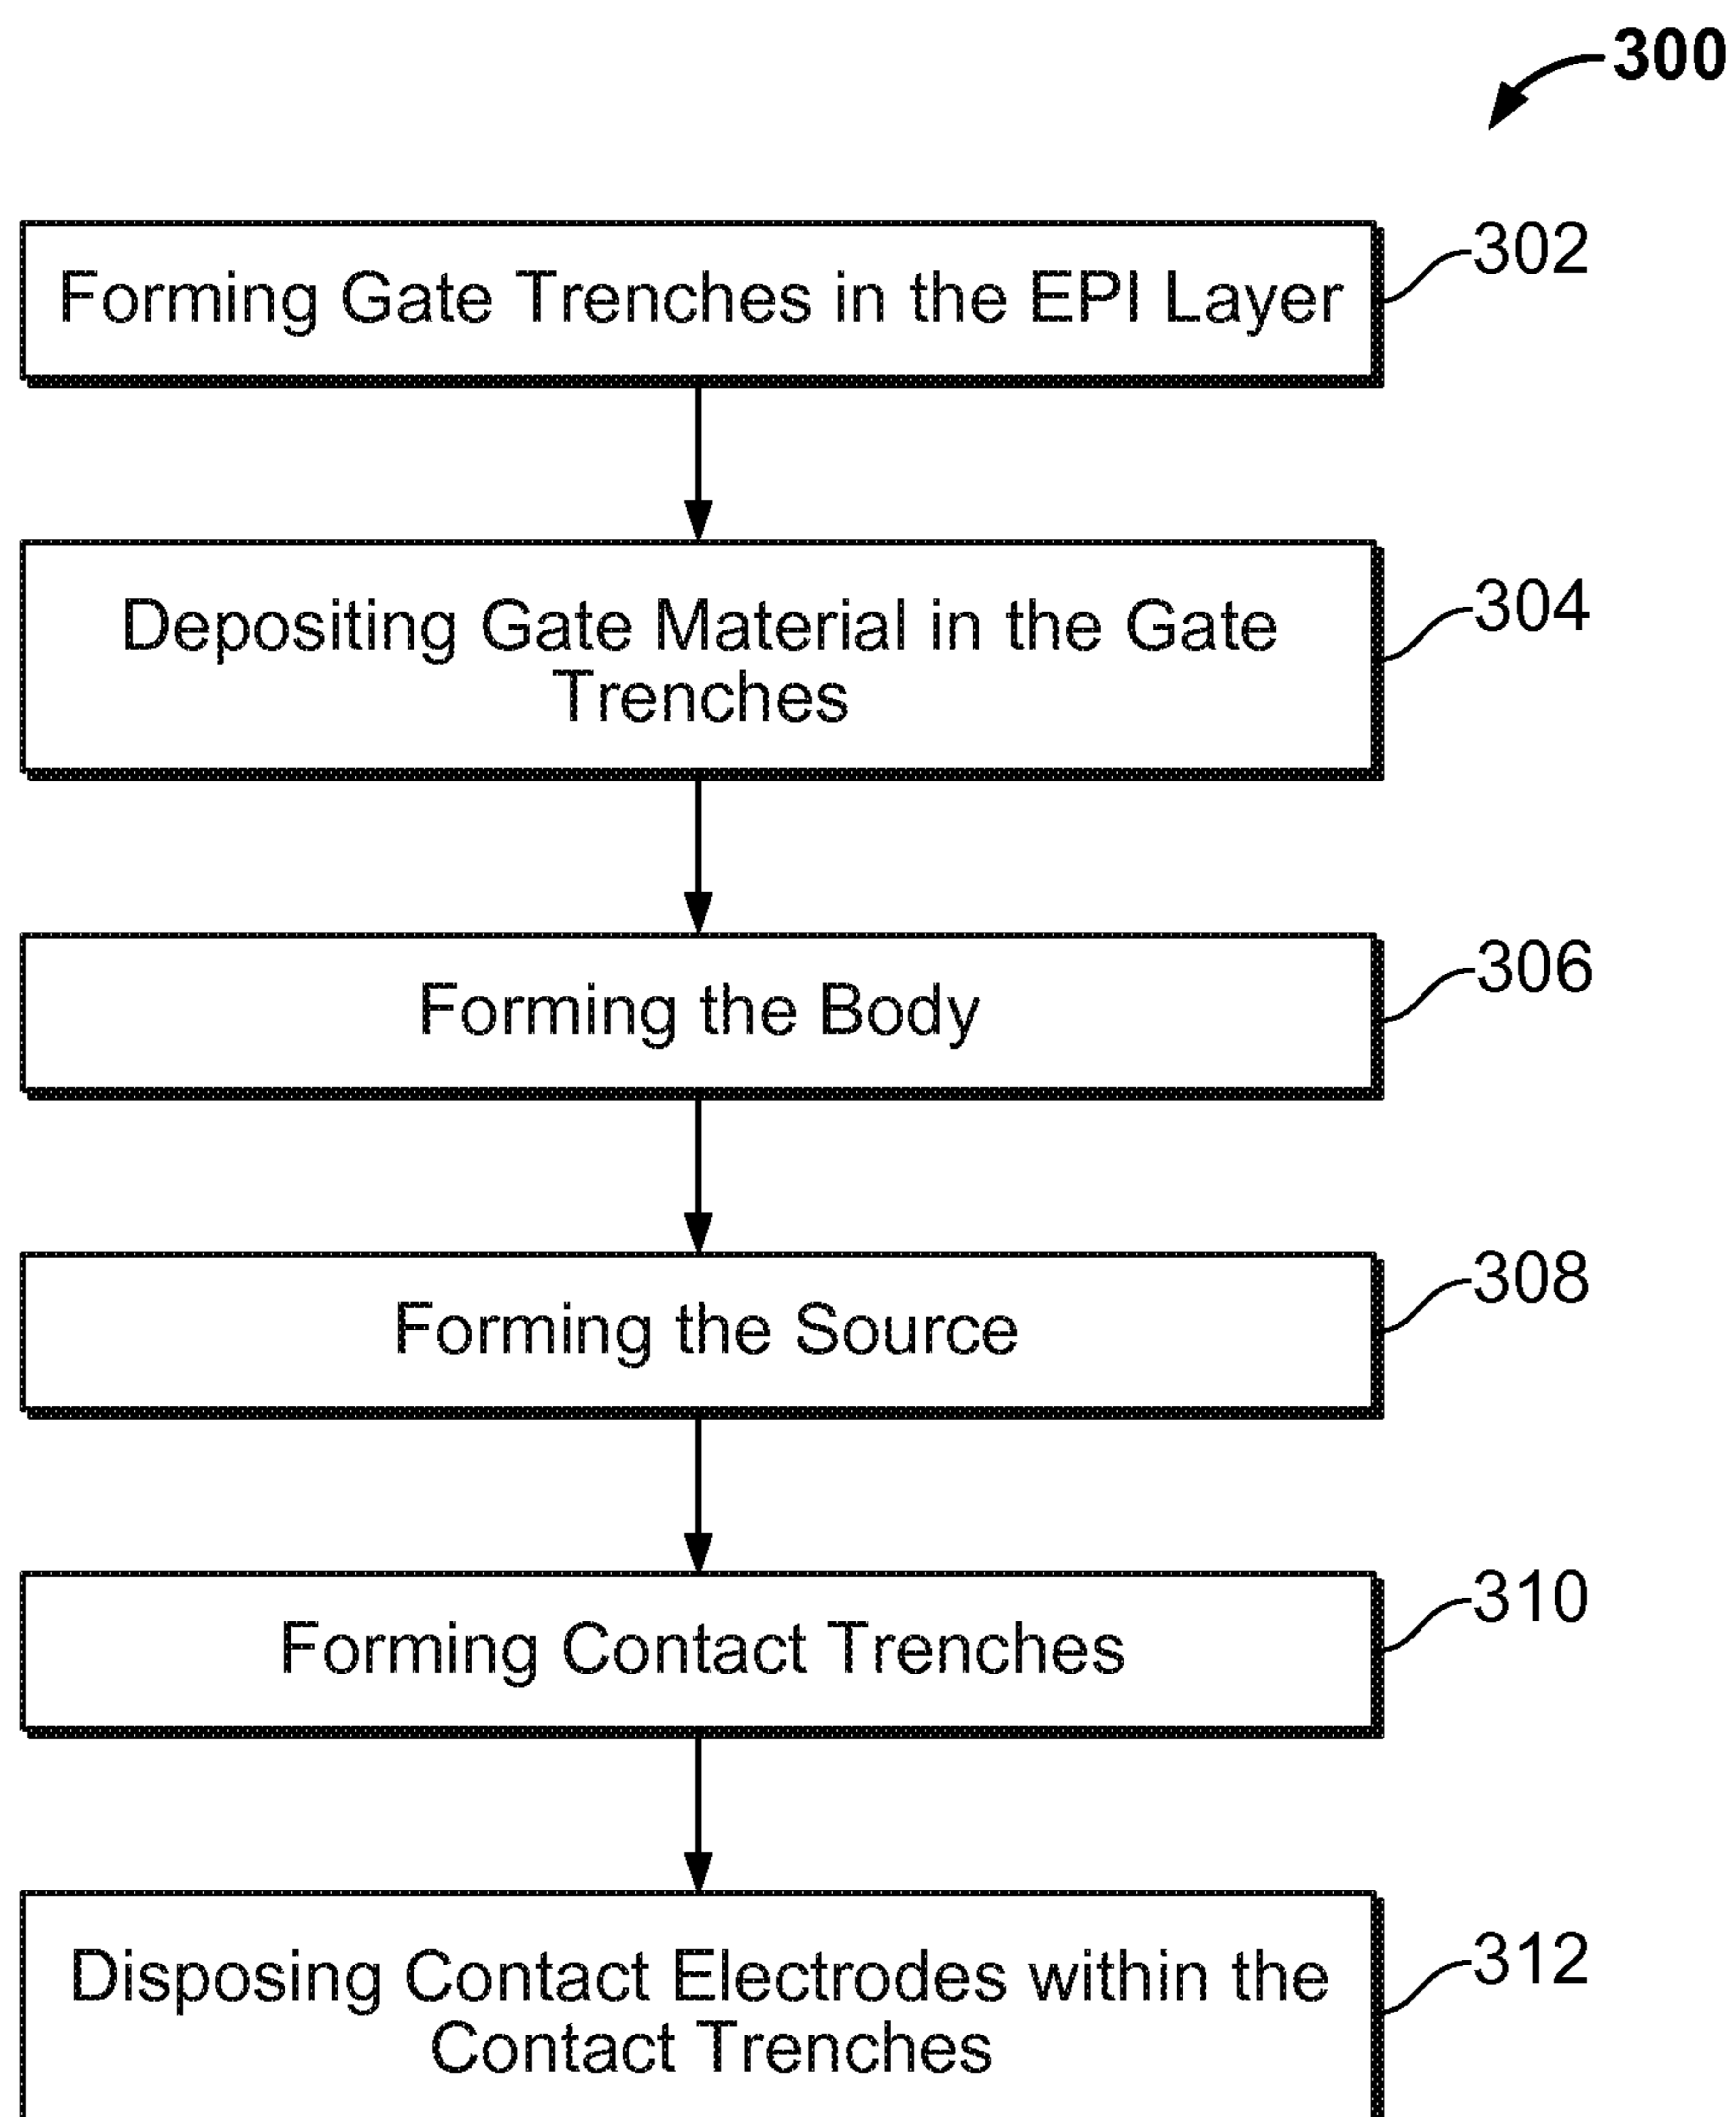 300
Forming Gate Trenches in the EPI Layer
302
Depositing Gate Material in the Gate
Trenches
304
Forming the Body
306
Forming the Source
308
Forming Contact Trenches
310
Disposing Contact Electrodes within the
Contact Trenches
312